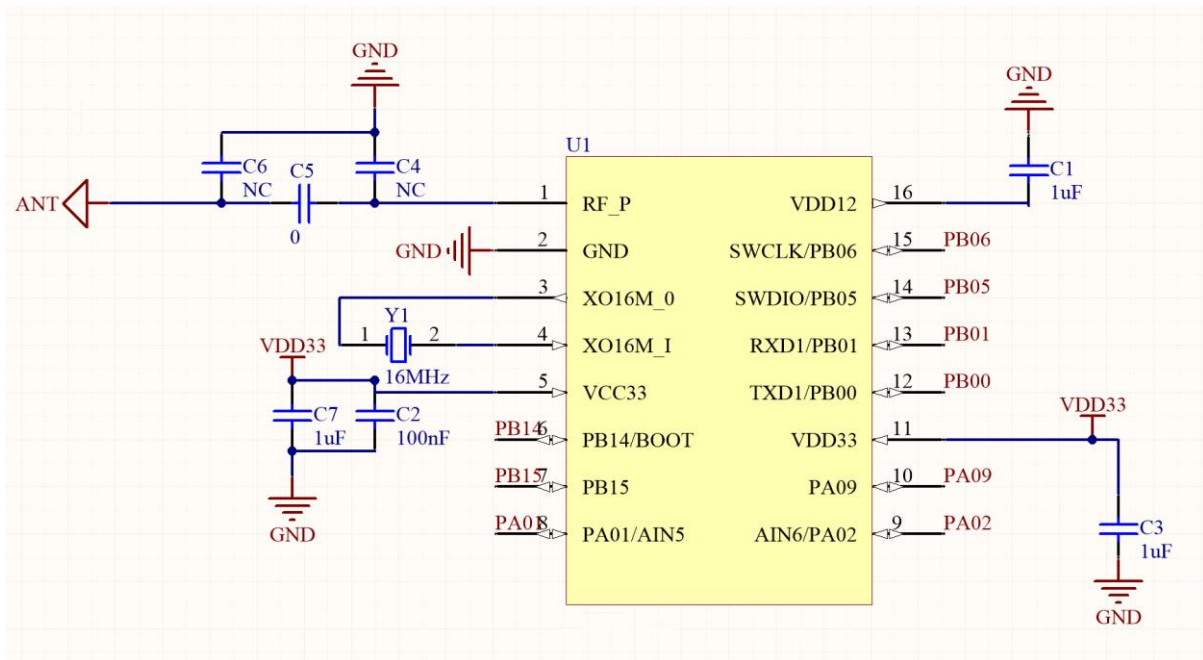 GND
GND
U1
C6
NC
C5
0
C4
NC
C1
1uF
ANT
1
RF_P
VDD12
16
GND
2
GND
SWCLK/PB06
15
PB06
3
XO16M_0
SWDIO/PB05
14
PB05
1
Y1
2
16MHz
4
XO16M_I
RXD1/PB01
13
PB01
VDD33
5
VCC33
TXD1/PB00
12
PB00
C7
1uF
C2
100nF
VDD33
PB14
6
PB14/BOOT
VDD33
11
PB15
7
PB15
PA09
10
PA09
GND
PA01
8
PA01/AIN5
AIN6/PA02
9
PA02
C3
1uF
GND